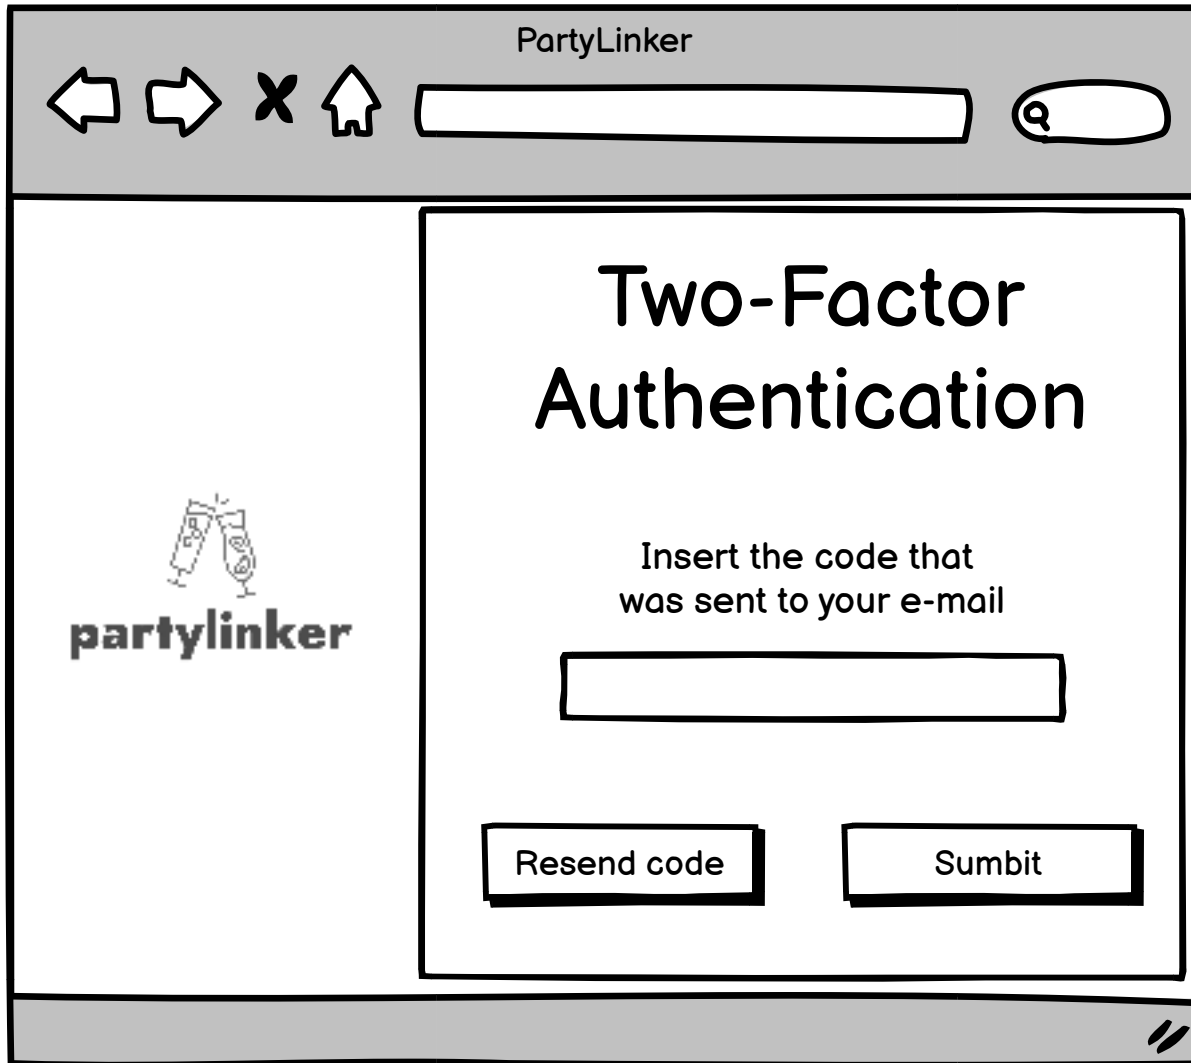 PartyLinker
Two-Factor
Authentication
Insert the code that
was sent to your e-mail
partylinker
Resend code
Sumbit